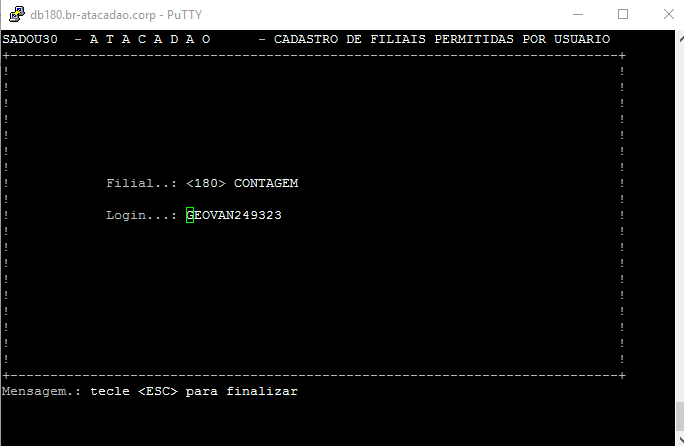 db180.br-atacadao.corp - PuTTY
SADOU30 - A T A C A D A O - CADASTRO DE FILIAIS PERMITIDAS POR USUARIO
Filial..: <180> CONTAGEM
Login...: GEOVAN249323
Mensagem.: tecle <ESC> para finalizar